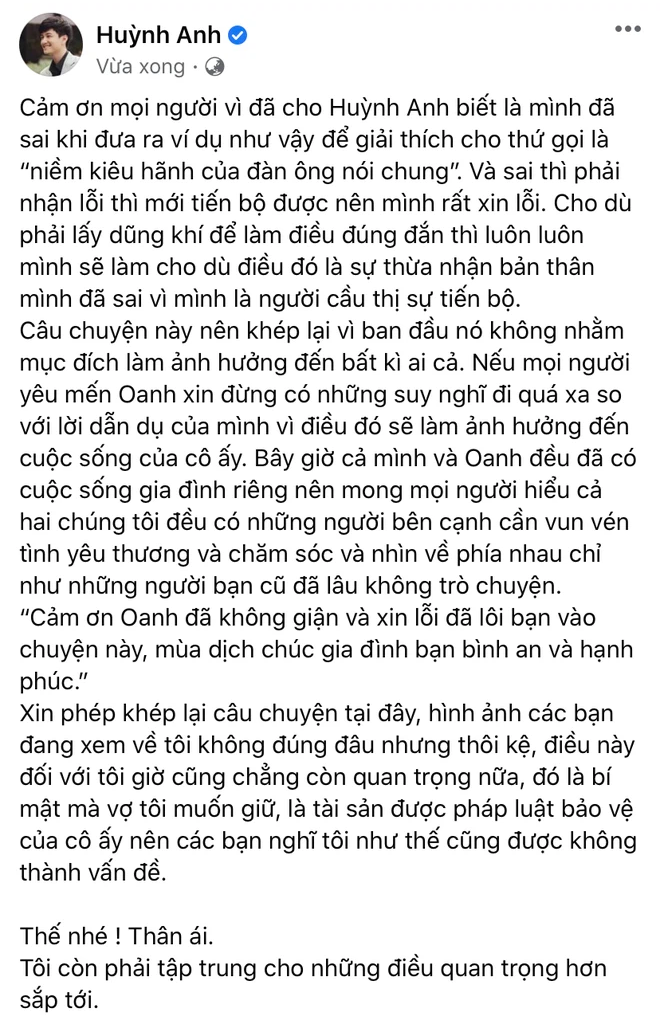 Huỳnh Anh
Vừa xong ·
Cảm ơn mọi người vì đã cho Huỳnh Anh biết là mình đã
sai khi đưa ra ví dụ như vậy để giải thích cho thứ gọi là
“niềm kiêu hãnh của đàn ông nói chung”. Và sai thì phải
nhận lỗi thì mới tiến bộ được nên mình rất xin lỗi. Cho dù
phải lấy dũng khí để làm điều đúng đắn thì luôn luôn
mình sẽ làm cho dù điều đó là sự thừa nhận bản thân
mình đã sai vì mình là người cầu thị sự tiến bộ.
Câu chuyện này nên khép lại vì ban đầu nó không nhằm
mục đích làm ảnh hưởng đến bất kì ai cả. Nếu mọi người
yêu mến Oanh xin đừng có những suy nghĩ đi quá xa so
với lời dẫn dụ của mình vì điều đó sẽ làm ảnh hưởng đến
cuộc sống của cô ấy. Bây giờ cả mình và Oanh đều đã có
cuộc sống gia đình riêng nên mong mọi người hiểu cả
hai chúng tôi đều có những người bên cạnh cần vun vén
tình yêu thương và chăm sóc và nhìn về phía nhau chỉ
như những người bạn cũ đã lâu không trò chuyện.
“Cảm ơn Oanh đã không giận và xin lỗi đã lôi bạn vào
chuyện này, mùa dịch chúc gia đình bạn bình an và hạnh
phúc.”
Xin phép khép lại câu chuyện tại đây, hình ảnh các bạn
đang xem về tôi không đúng đâu nhưng thôi kệ, điều này
đối với tôi giờ cũng chẳng còn quan trọng nữa, đó là bí
mật mà vợ tôi muốn giữ, là tài sản được pháp luật bảo vệ
của cô ấy nên các bạn nghĩ tôi như thế cũng được không
thành vấn đề.
Thế nhé ! Thân ái.
Tôi còn phải tập trung cho những điều quan trọng hơn
sắp tới.